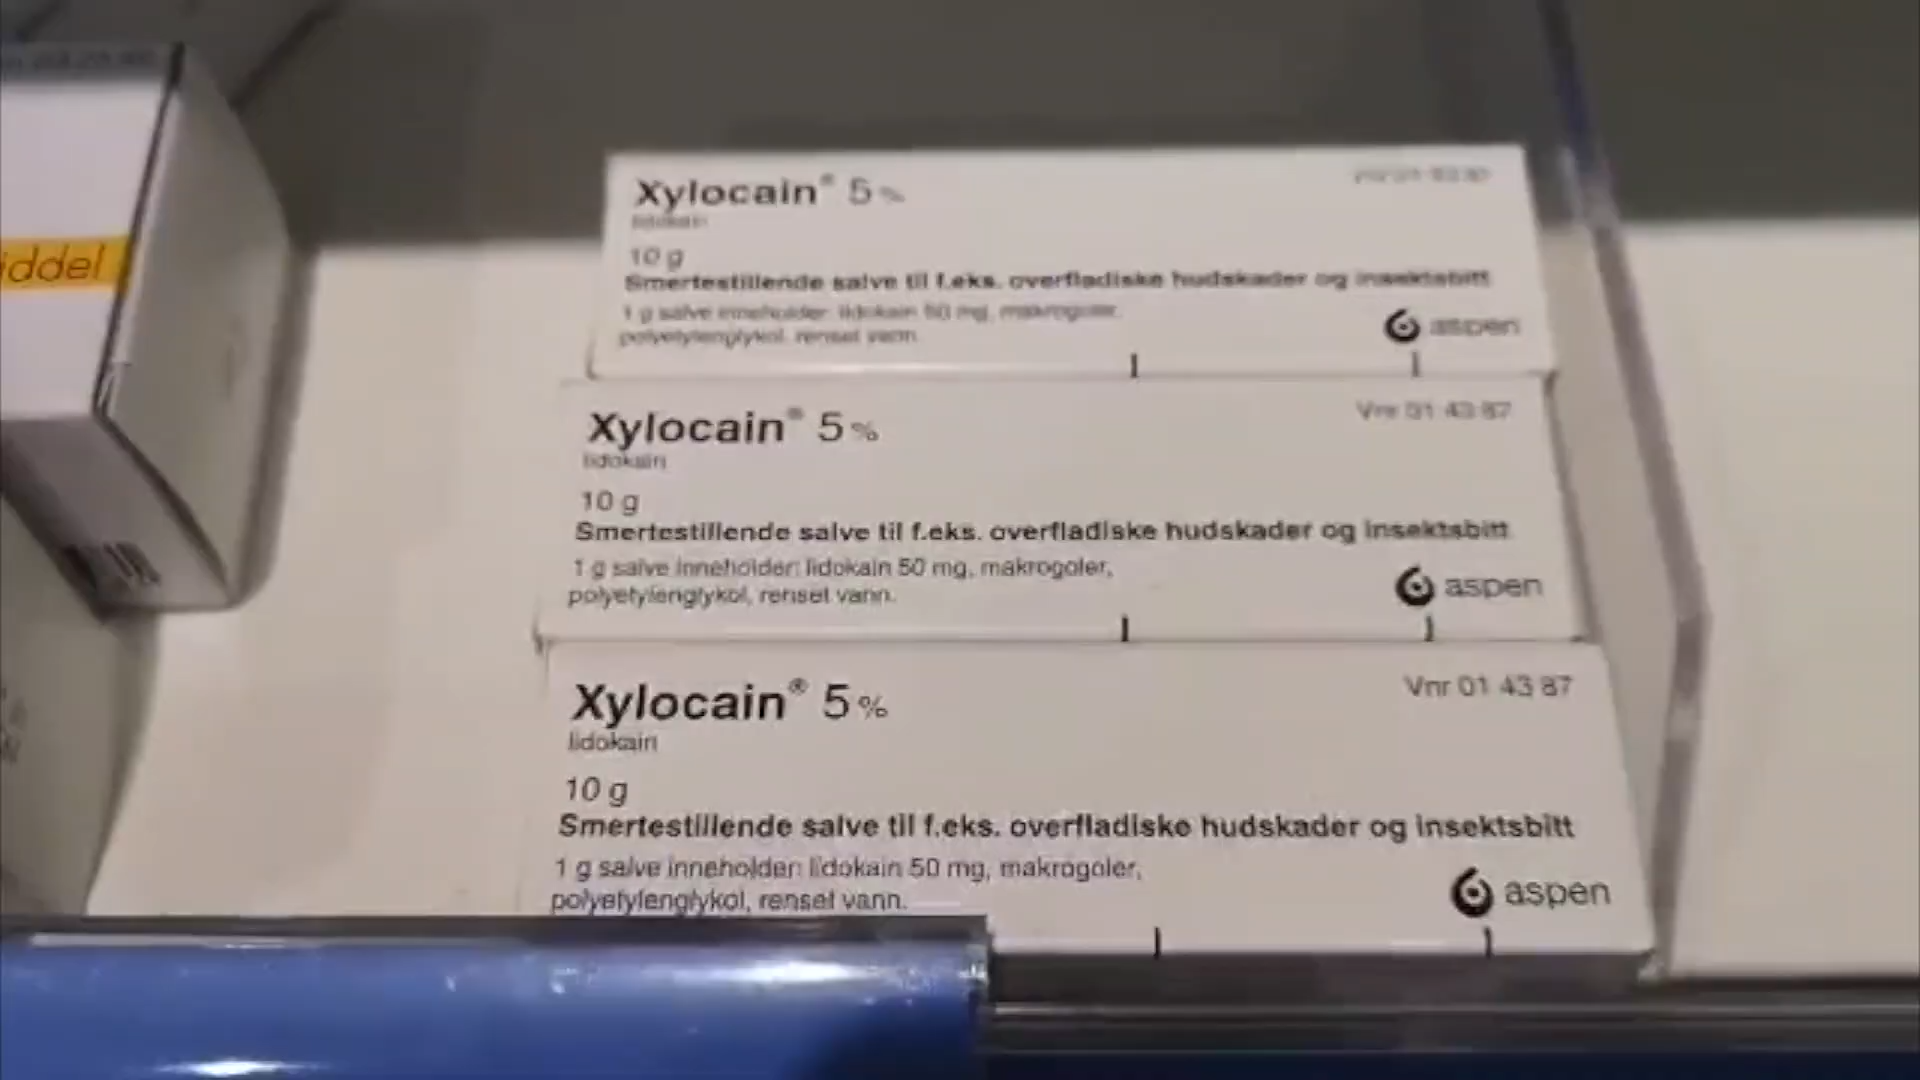 iddel
Xylocain® 5%
10 g
Smertestillende salve til f.eks. overfladiske hudskader og insektsbitt
1 g salve inneholder: lidokain 50 mg, makrogoler,
polyetylenglykol, renset vann.
aspen
Xylocain® 5% Vnr 01 43 87
lidokain
10 g
Smertestillende salve til f.eks. overfladiske hudskader og insektsbitt
1 g salve inneholder: lidokain 50 mg, makrogoler,
polyetylenglykol, renset vann.
aspen
Xylocain® 5% Vnr 01 43 87
lidokain
10 g
Smertestillende salve til f.eks. overfladiske hudskader og insektsbitt
1 g salve inneholder: lidokain 50 mg, makrogoler,
polyetylenglykol, renset vann.
aspen